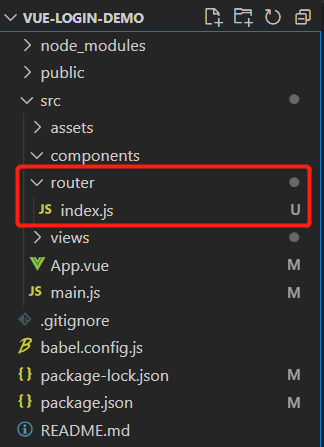 VUE-LOGIN-DEMO
node_modules
public
src
assets
components
router
JS index.js U
views
App.vue M
JS main.js M
.gitignore
babel.config.js
{} package-lock.json M
{} package.json M
README.md